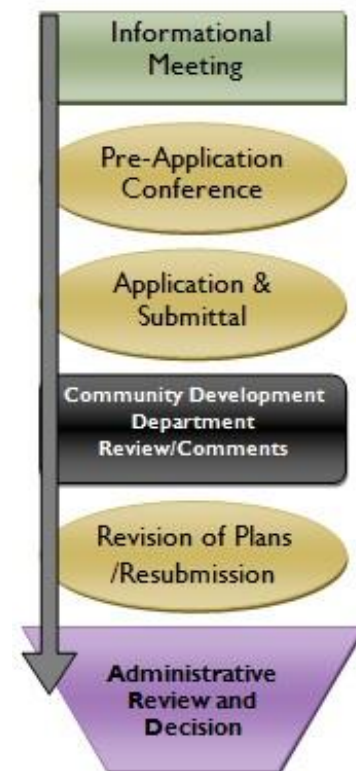 Informational
Meeting
Pre-Application
Conference
Application &
Submittal
Community Development
Department
Review/Comments
Revision of Plans
/Resubmission
Administrative
Review and
Decision